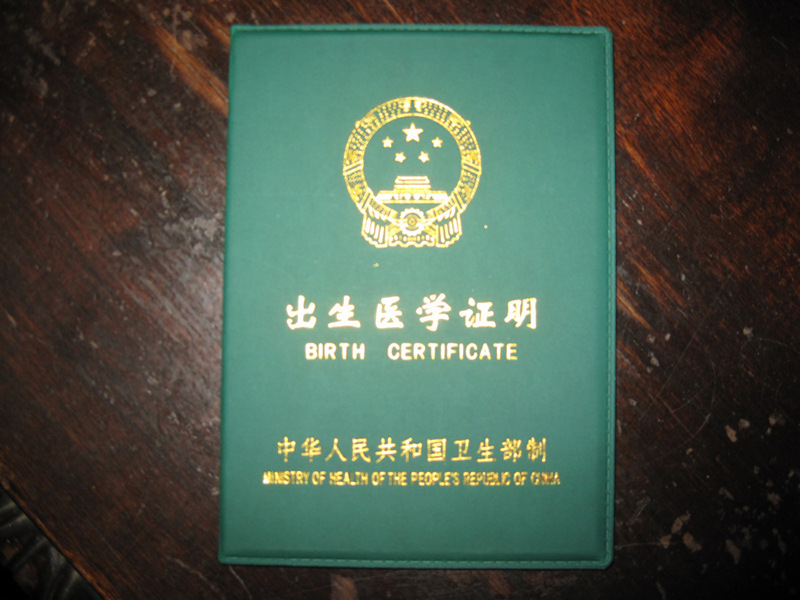 出生医学证明
BIRTH CERTIFICATE
中华人民共和国卫生部制
MINISTRY OF HEALTH OF THE PEOPLE'S REPUBLIC OF CHINA